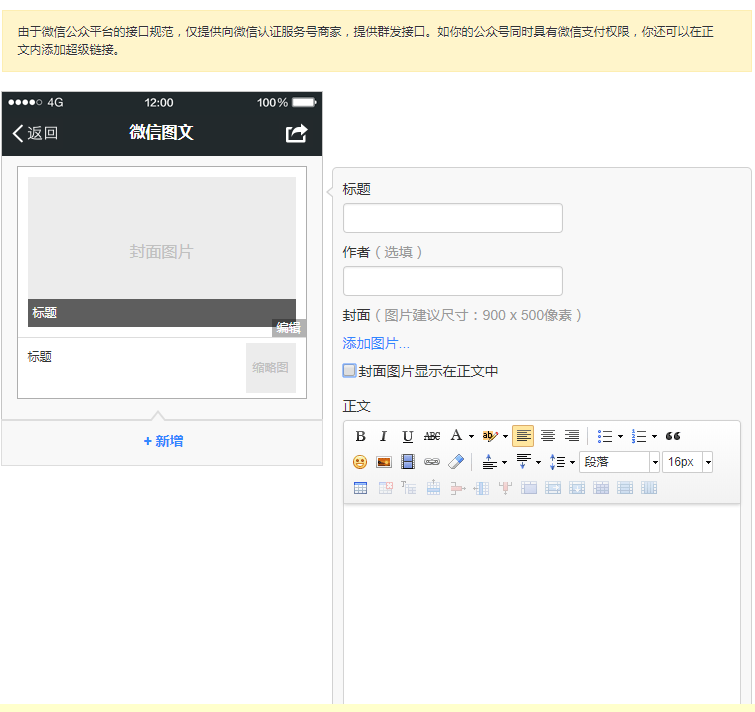 由于微信公众平台的接口规范，仅提供向微信认证服务号商家，提供群发接口。如你的公众号同时具有微信支付权限，你还可以在正
文内添加超级链接。
4G 12:00 100%
返回 微信图文
封面图片
标题
编辑
标题 缩略图
+ 新增
标题
作者（选填）
封面（图片建议尺寸：900 x 500像素）
添加图片...
封面图片显示在正文中
正文
B I U ABC A ab
段落 16px